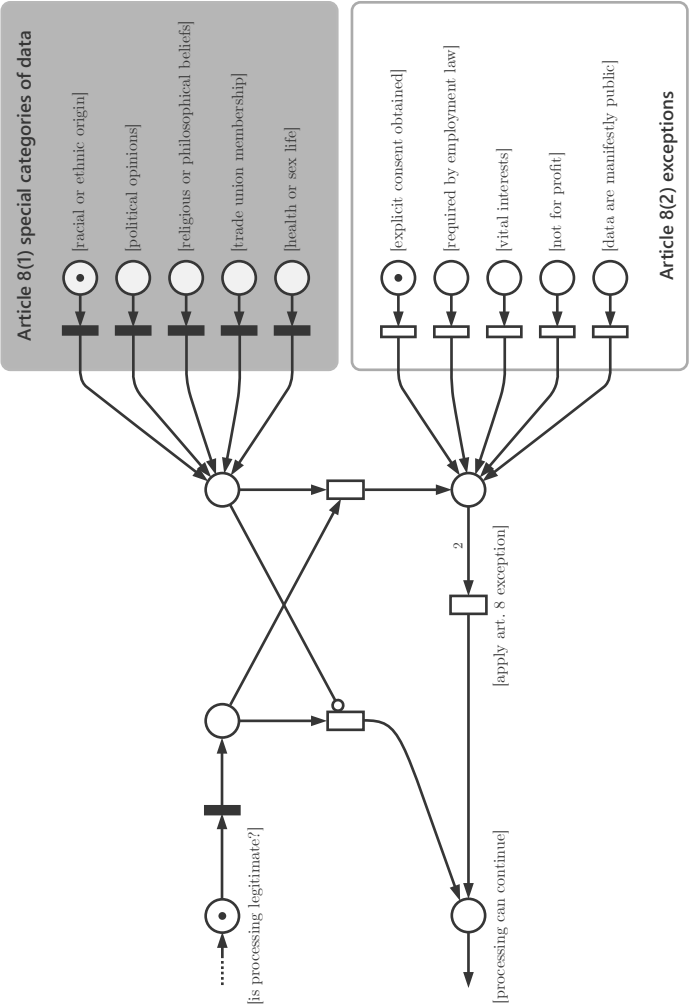 Article 8(1) special categories of data
[racial or ethnic origin]
[political opinions]
[religious or philosophical beliefs]
[trade union membership]
[health or sex life]
[explicit consent obtained]
[required by employment law]
[vital interests]
[not for profit]
[data are manifestly public]
Article 8(2) exceptions
2
[apply art. 8 exception]
[is processing legitimate?]
[processing can continue]